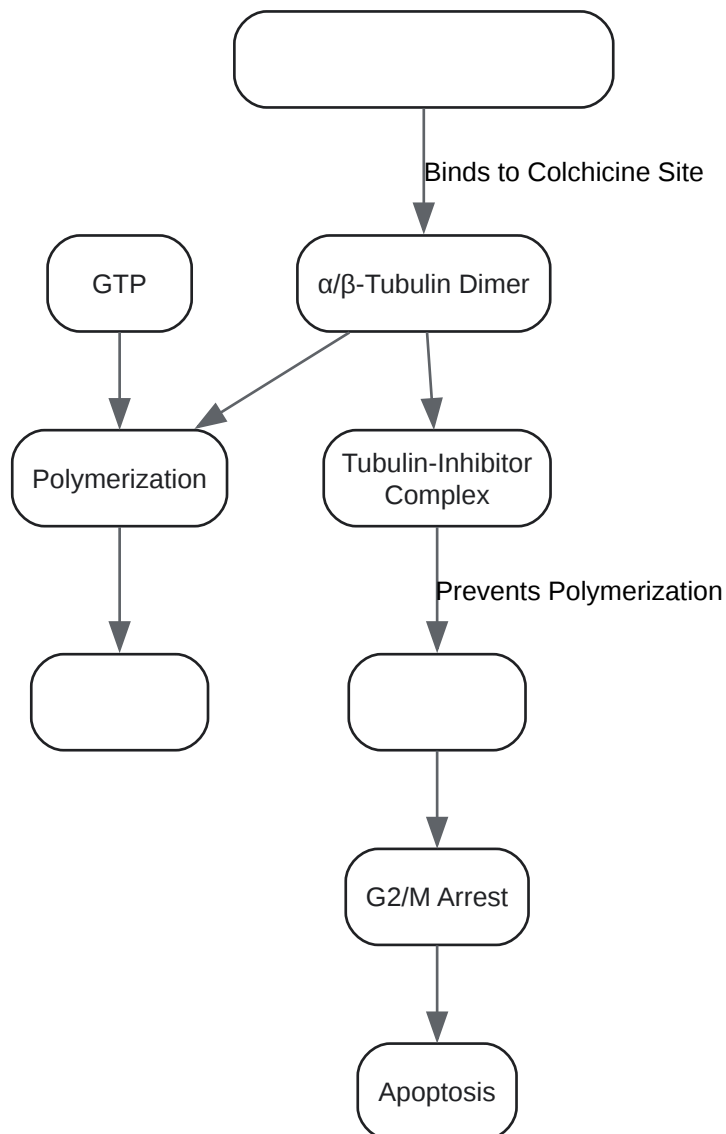 Binds to Colchicine Site
GTP
α/β-Tubulin Dimer
Polymerization
Tubulin-Inhibitor
Complex
Prevents Polymerization
G2/M Arrest
Apoptosis